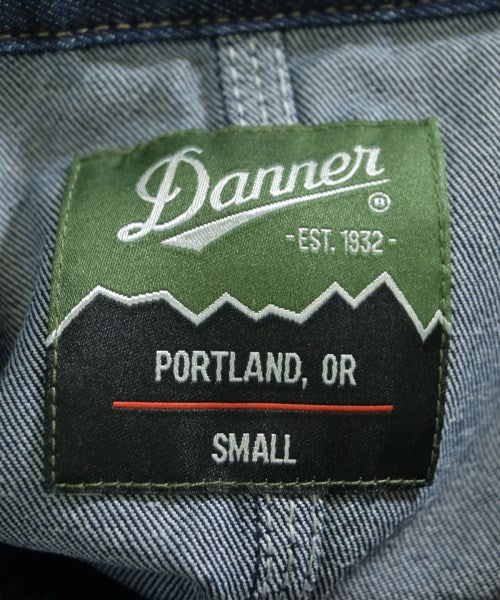 Danner®
-EST. 1932-
PORTLAND, OR
SMALL